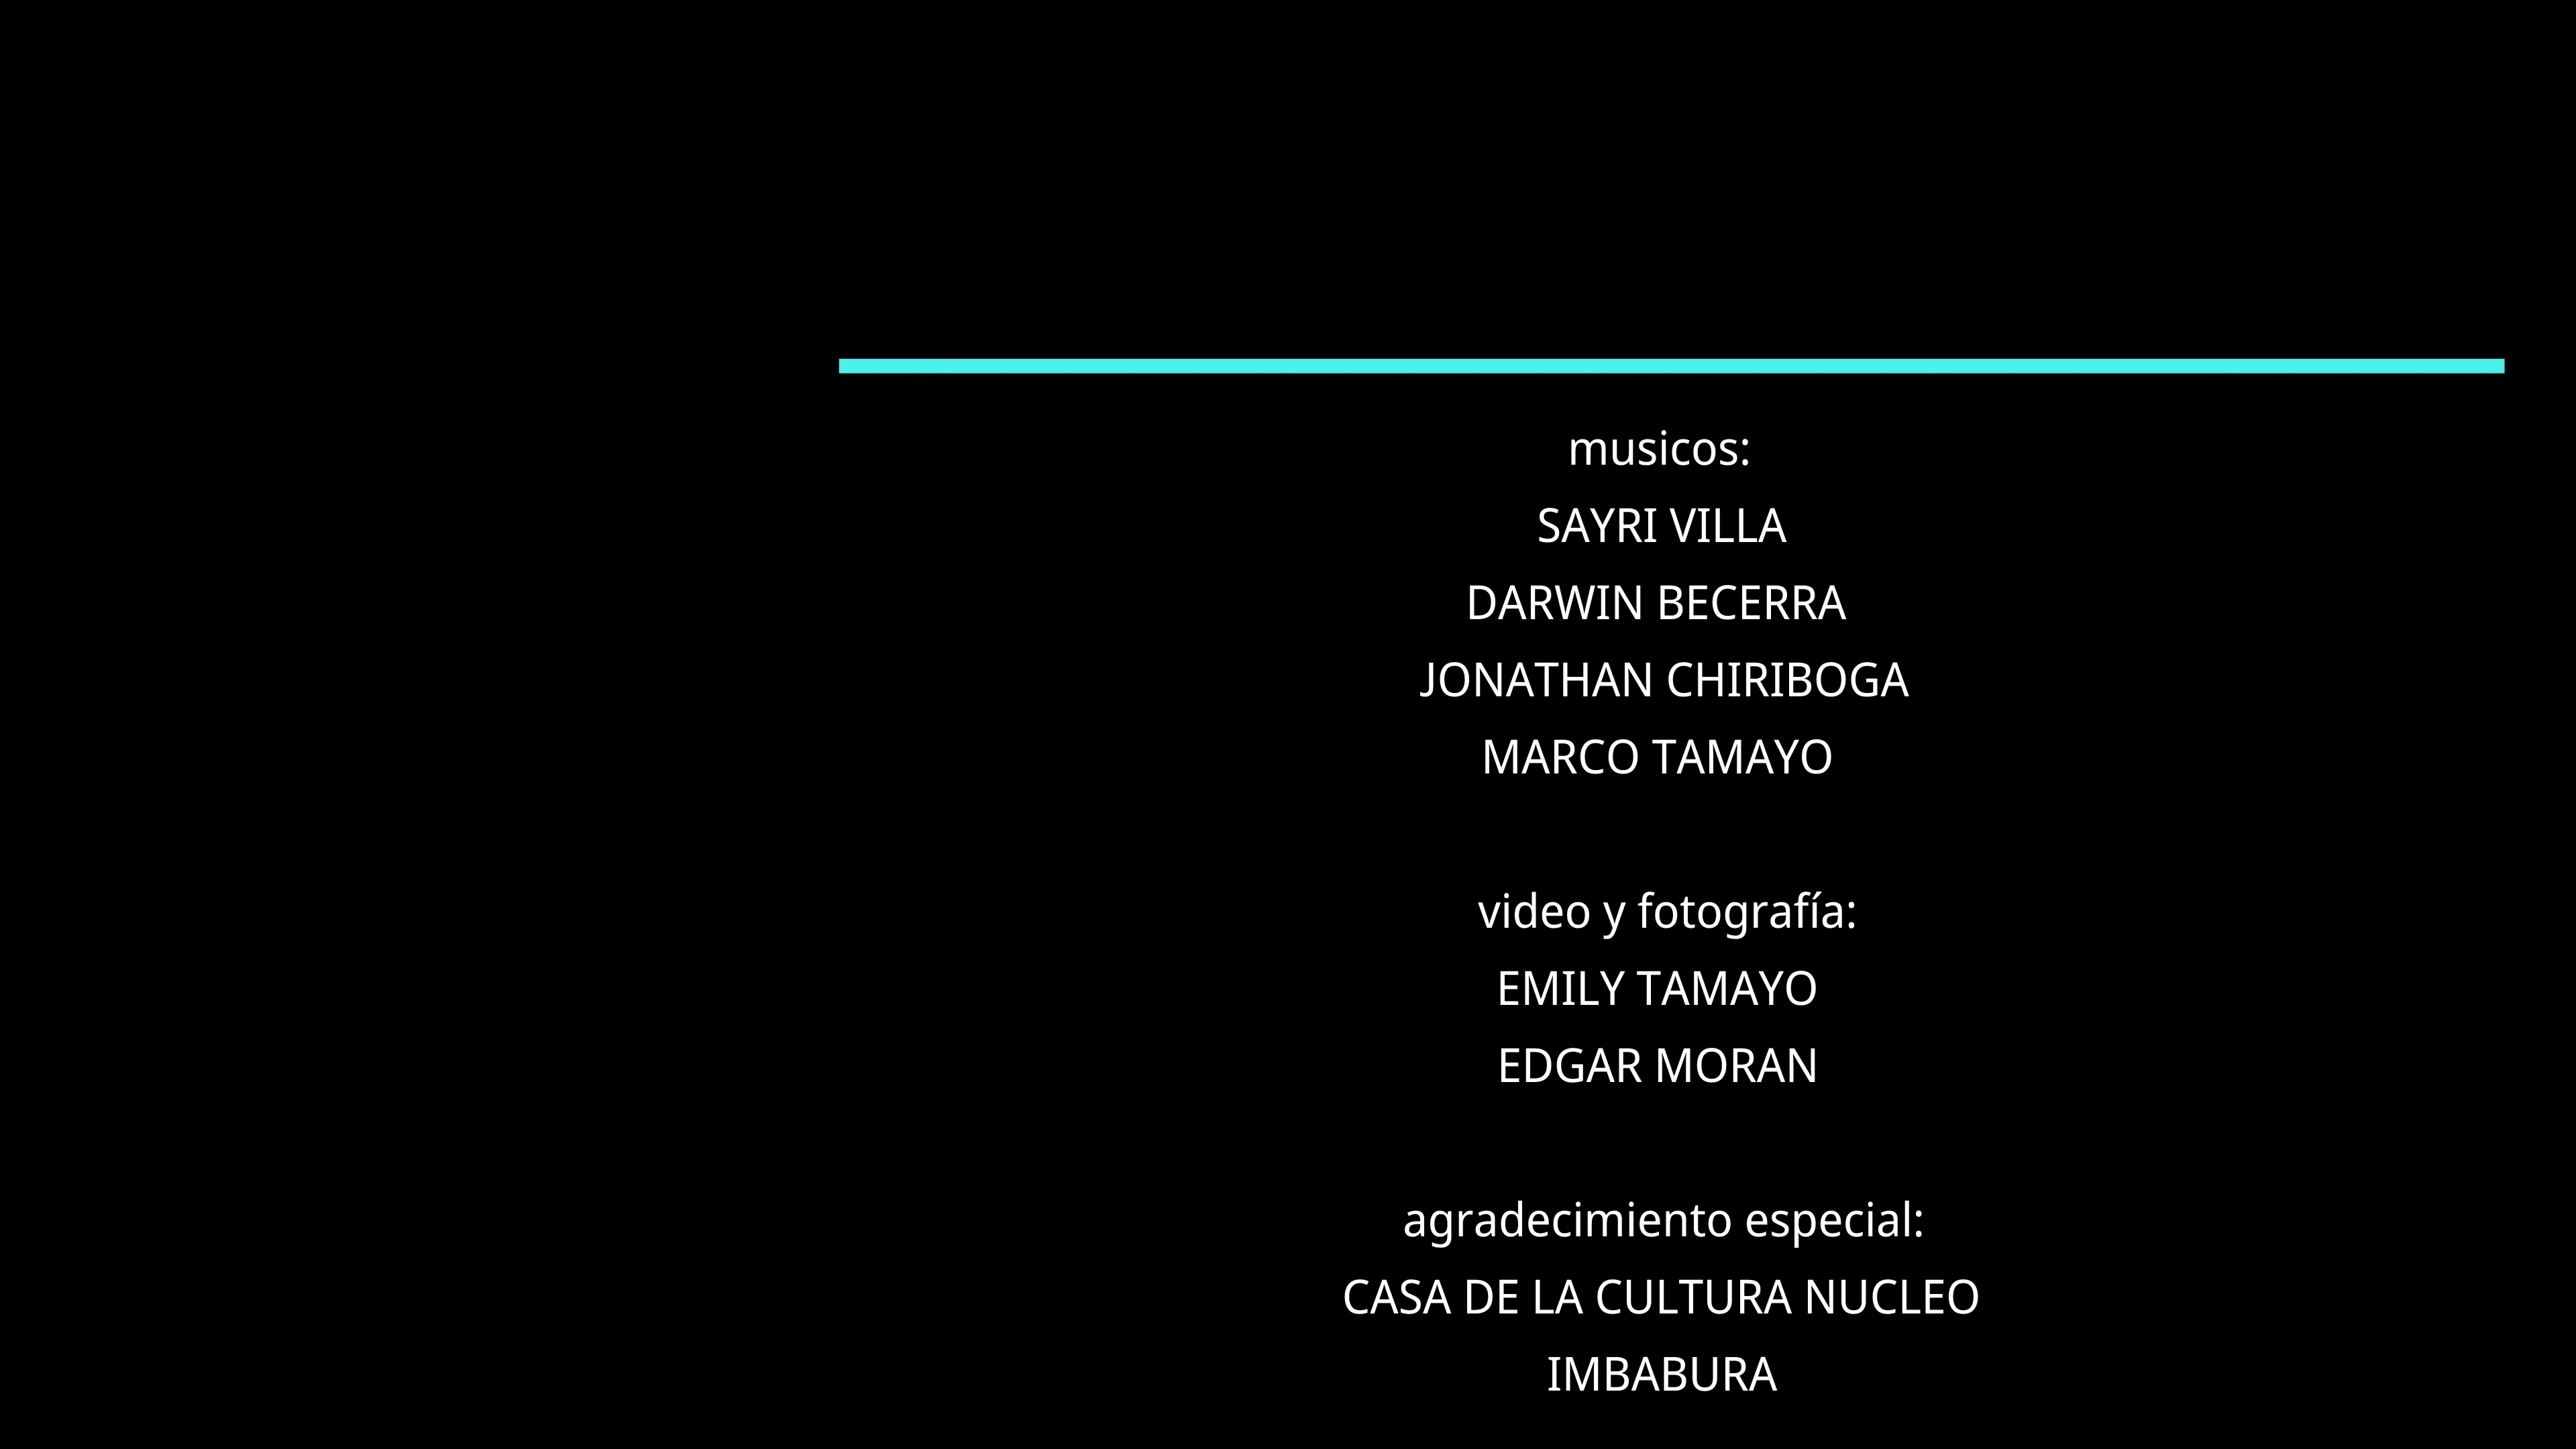 musicos:
SAYRI VILLA
DARWIN BECERRA
JONATHAN CHIRIBOGA
MARCO TAMAYO
video y fotografía:
EMILY TAMAYO
EDGAR MORAN
agradecimiento especial:
CASA DE LA CULTURA NUCLEO
IMBABURA